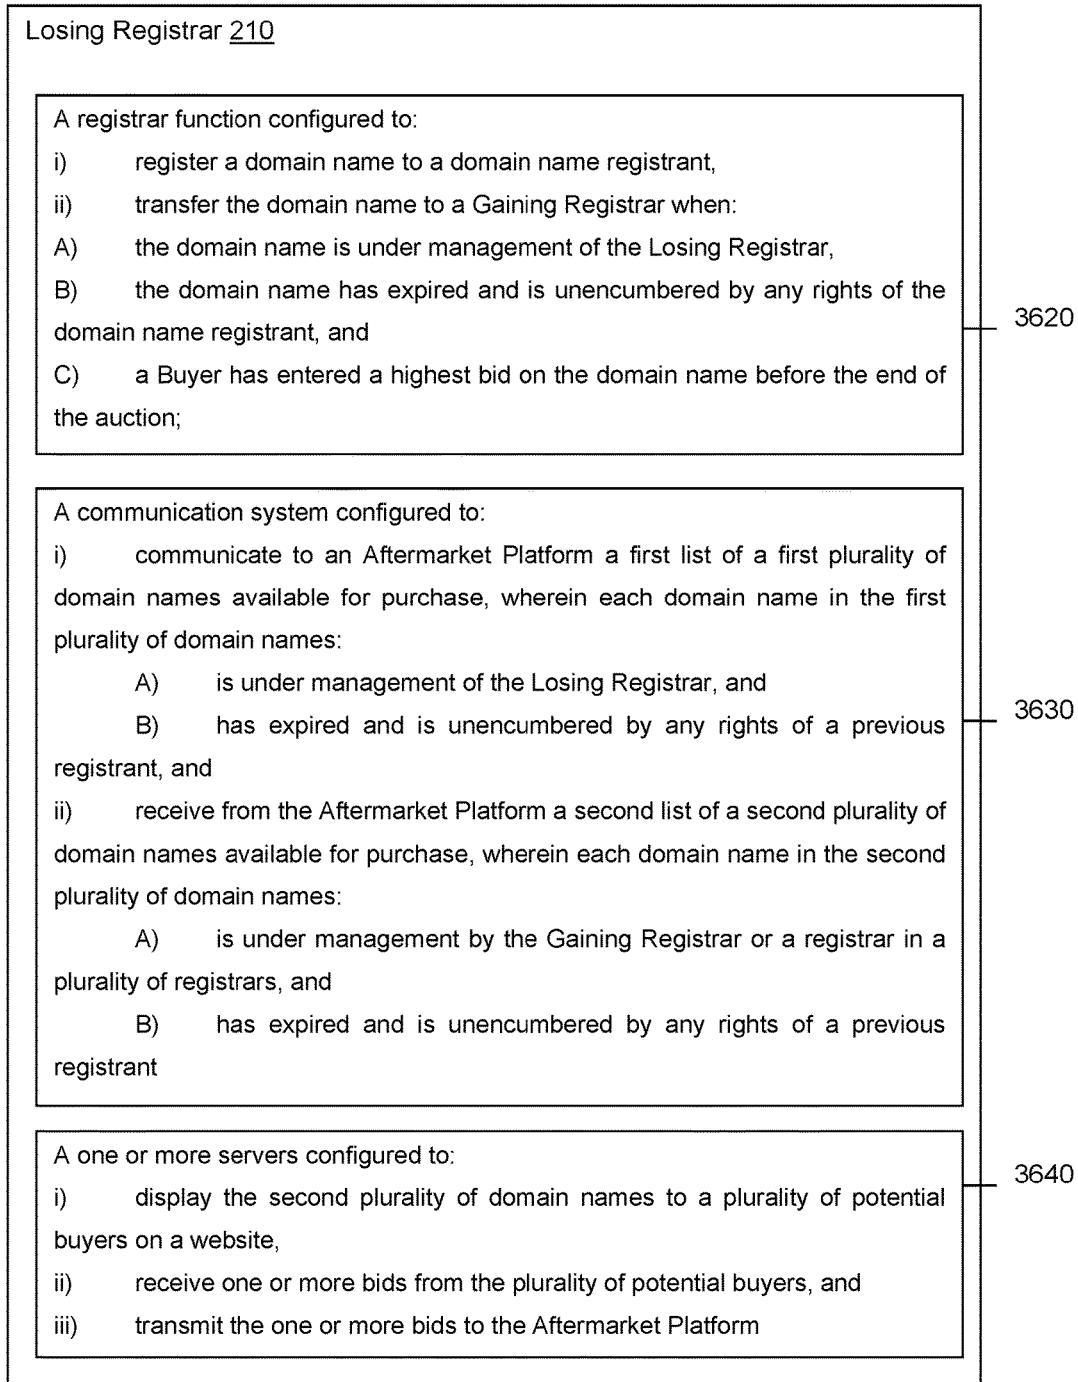 Losing Registrar 210
A registrar function configured to:
i) register a domain name to a domain name registrant,
ii) transfer the domain name to a Gaining Registrar when:
A) the domain name is under management of the Losing Registrar,
B) the domain name has expired and is unencumbered by any rights of the
domain name registrant, and
C) a Buyer has entered a highest bid on the domain name before the end of
the auction;
3620
A communication system configured to:
i) communicate to an Aftermarket Platform a first list of a first plurality of
domain names available for purchase, wherein each domain name in the first
plurality of domain names:
A) is under management of the Losing Registrar, and
B) has expired and is unencumbered by any rights of a previous
registrant, and
ii) receive from the Aftermarket Platform a second list of a second plurality of
domain names available for purchase, wherein each domain name in the second
plurality of domain names:
A) is under management by the Gaining Registrar or a registrar in a
plurality of registrars, and
B) has expired and is unencumbered by any rights of a previous
registrant
3630
A one or more servers configured to:
i) display the second plurality of domain names to a plurality of potential
buyers on a website,
ii) receive one or more bids from the plurality of potential buyers, and
iii) transmit the one or more bids to the Aftermarket Platform
3640